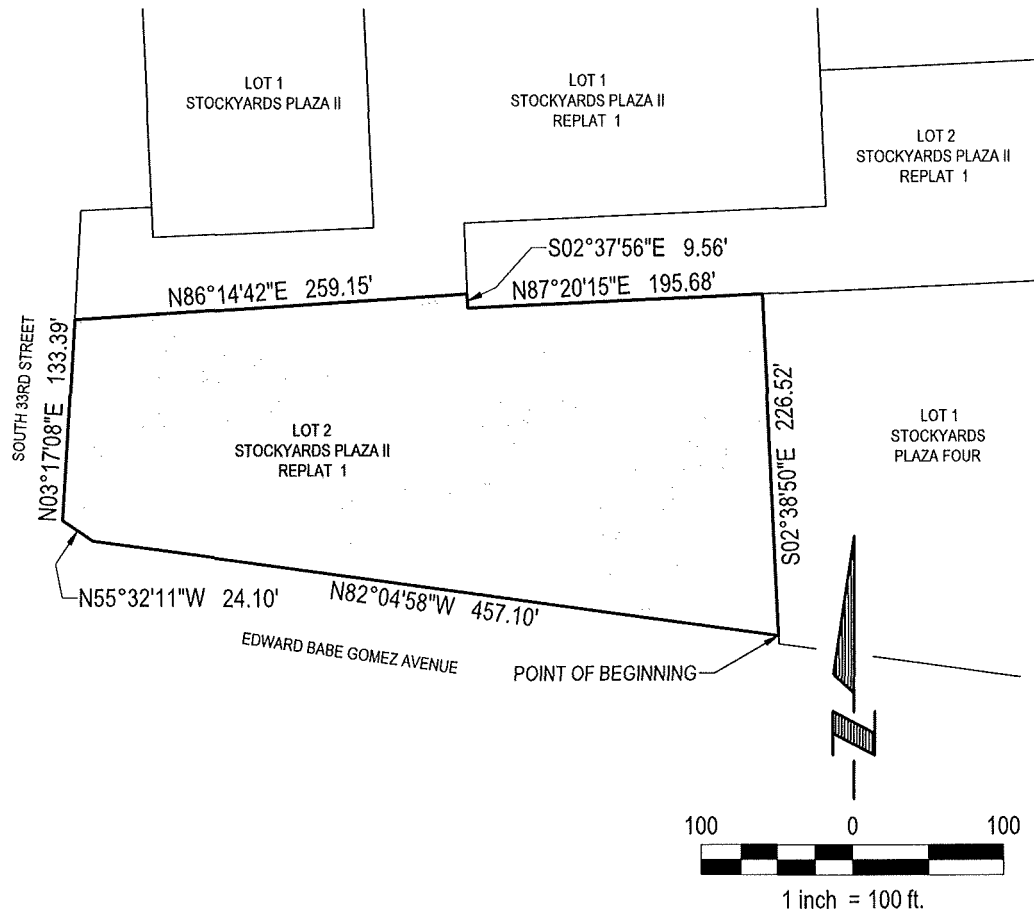 LOT 1
STOCKYARDS PLAZA II
LOT 1
STOCKYARDS PLAZA II
REPLAT 1
LOT 2
STOCKYARDS PLAZA II
REPLAT 1
S02°37'56"E 9.56'
N86°14'42"E 259.15'
N87°20'15"E 195.68'
SOUTH 33RD STREET
N03°17'08"E 133.39'
LOT 2
STOCKYARDS PLAZA II
REPLAT 1
S02°38'50"E 226.52'
LOT 1
STOCKYARDS
PLAZA FOUR
N55°32'11"W 24.10'
N82°04'58"W 457.10'
EDWARD BABE GOMEZ AVENUE
POINT OF BEGINNING
100 0 100
1 inch = 100 ft.